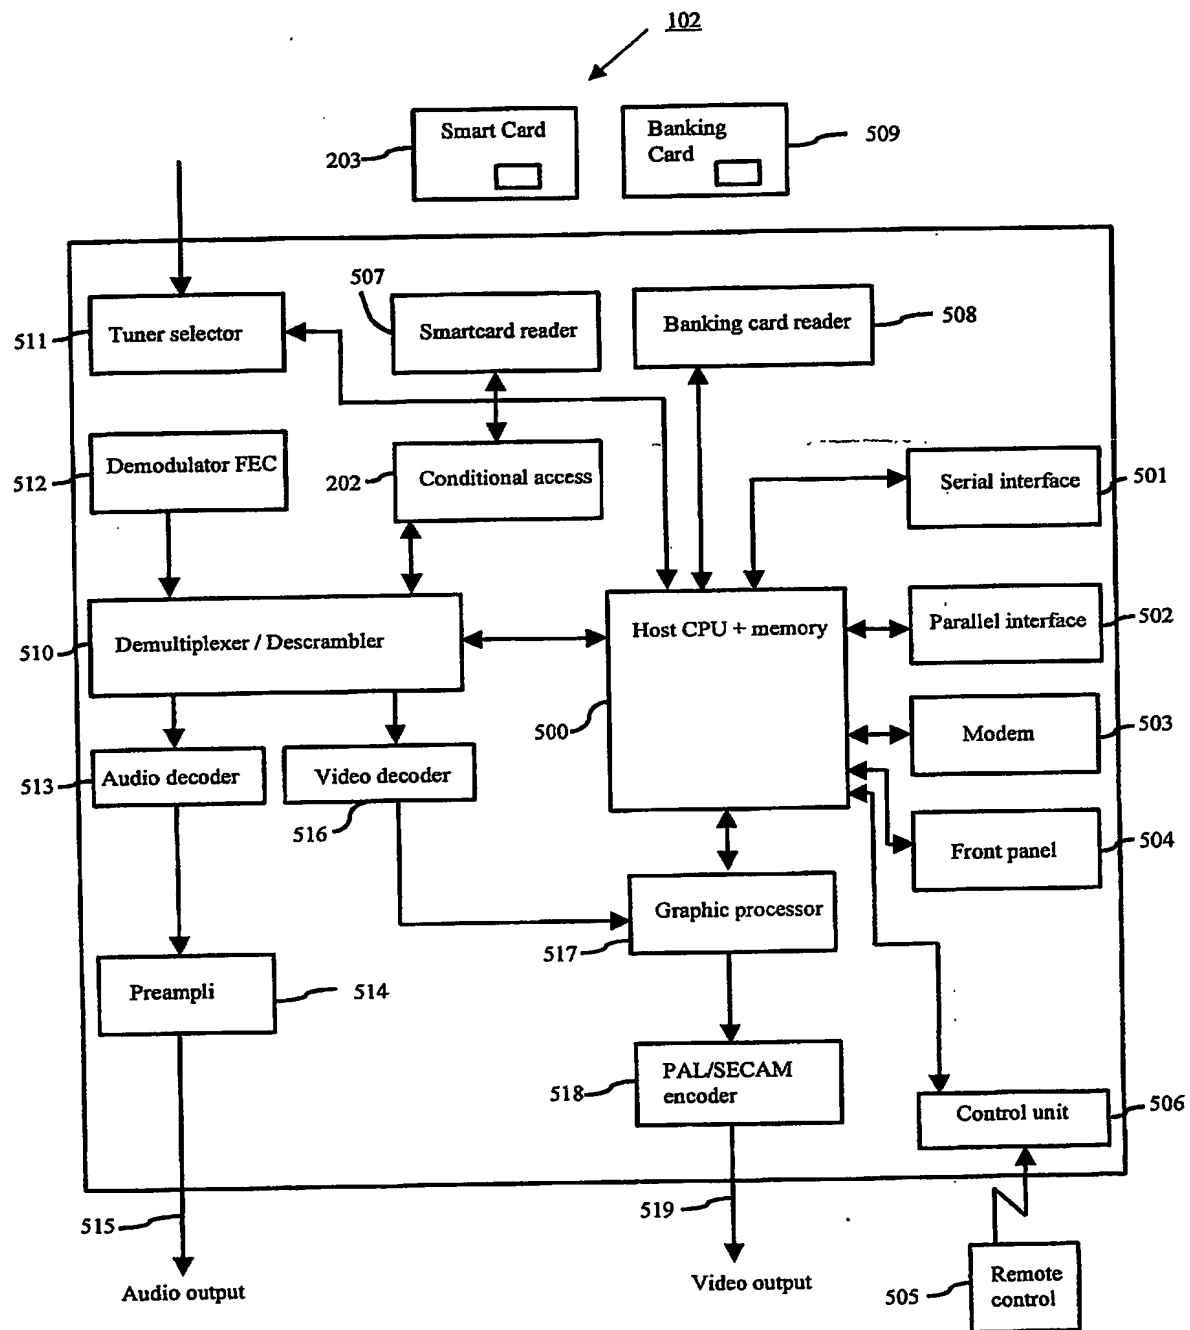 102
Smart Card
203
Banking
Card
509
507
511
Tuner selector
Smartcard reader
Banking card reader
508
512
Demodulator FEC
202
Conditional access
Serial interface
501
510
Demultiplexer / Descrambler
Host CPU + memory
500
Parallel interface
502
Modem
503
513
Audio decoder
Video decoder
516
Front panel
504
Graphic processor
517
Preampli
514
518
PAL/SECAM
encoder
Control unit
506
515
519
Audio output
Video output
505
Remote
control